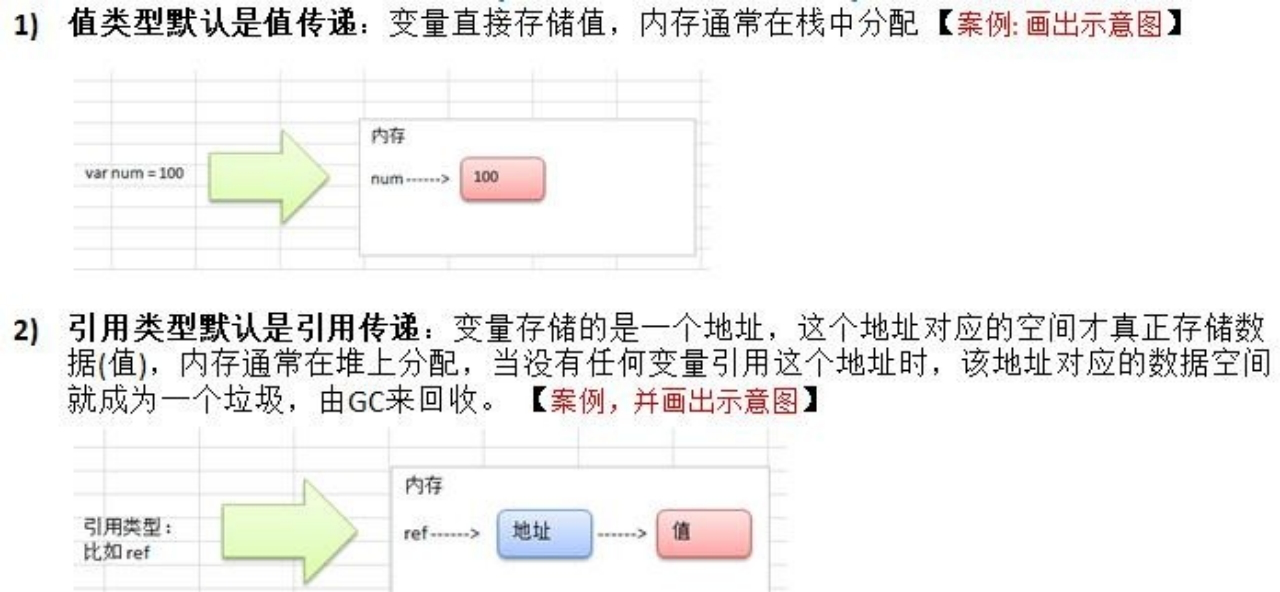 1) 值类型默认是值传递：变量直接存储值，内存通常在栈中分配【案例: 画出示意图】
内存
var num = 100
num ------>
100
2) 引用类型默认是引用传递：变量存储的是一个地址，这个地址对应的空间才真正存储数
据(值)，内存通常在堆上分配，当没有任何变量引用这个地址时，该地址对应的数据空间
就成为一个垃圾，由GC来回收。【案例，并画出示意图】
内存
引用类型：
比如 ref
ref ------>
地址
------>
值